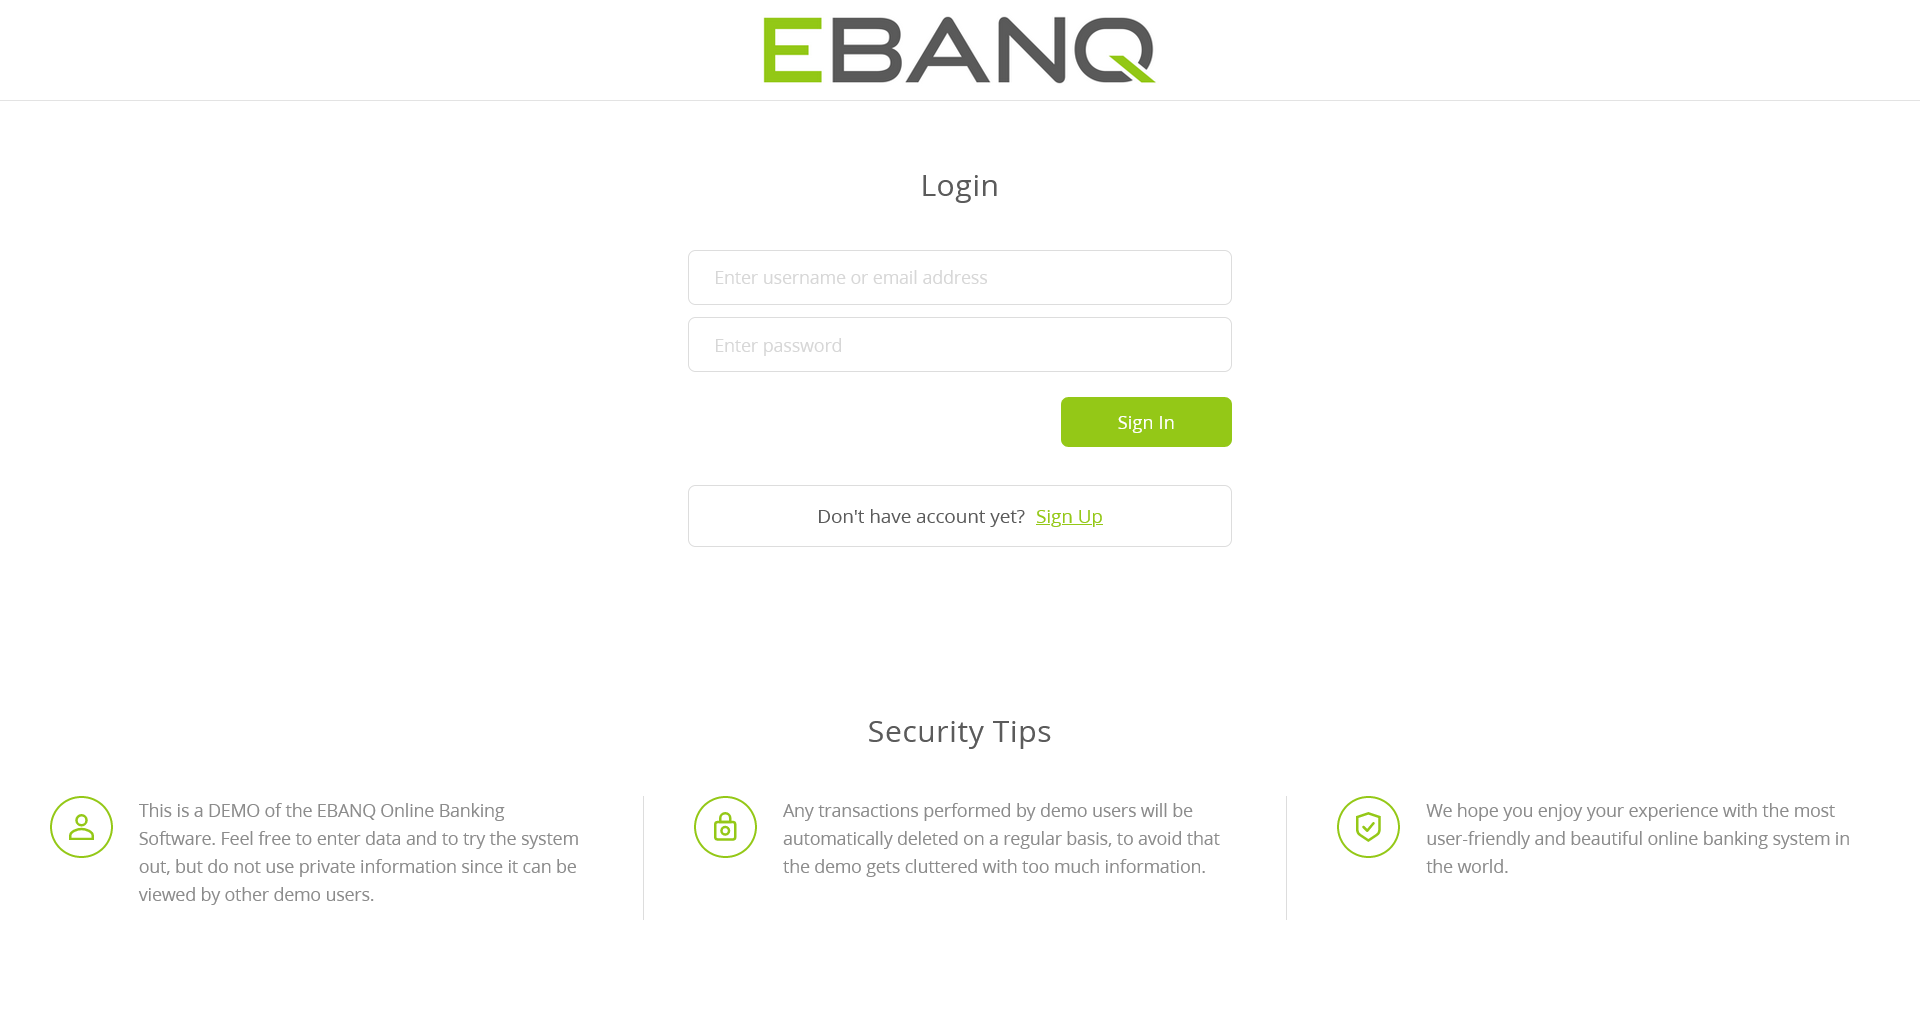 EBANQ
Login
Enter username or email address
Enter password
Sign In
Don't have account yet? Sign Up
Security Tips
This is a DEMO of the EBANQ Online Banking
Software. Feel free to enter data and to try the system
out, but do not use private information since it can be
viewed by other demo users.
Any transactions performed by demo users will be
automatically deleted on a regular basis, to avoid that
the demo gets cluttered with too much information.
We hope you enjoy your experience with the most
user-friendly and beautiful online banking system in
the world.